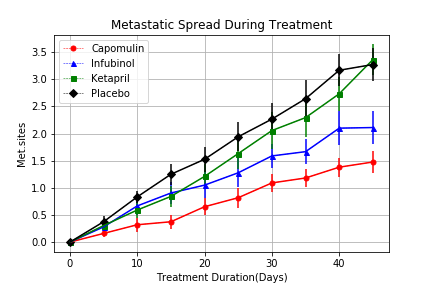 Metastatic Spread During Treatment
Capomulin
Infubinol
Ketapril
Placebo
Met.sites
3.5
3.0
2.5
2.0
1.5
1.0
0.5
0.0
0 10 20 30 40
Treatment Duration(Days)